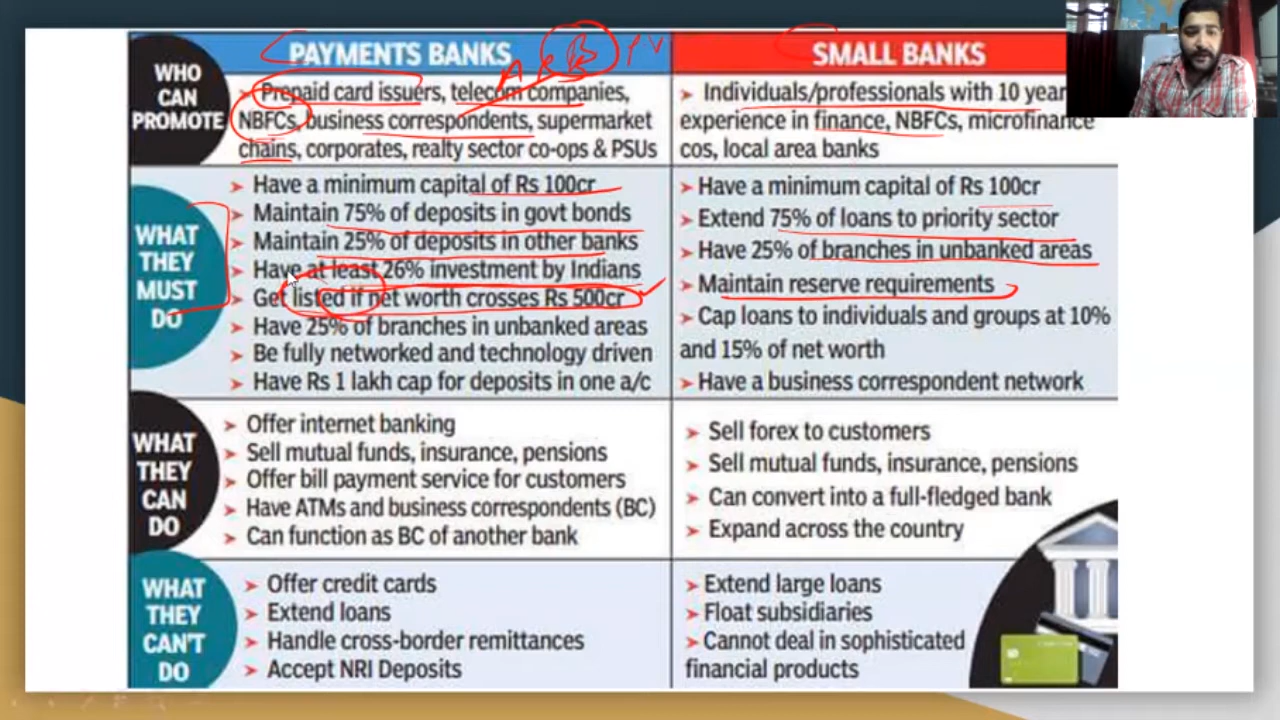 PAYMENTS BANKS
SMALL BANKS
WHO
CAN
PROMOTE
Prepaid card issuers, telecom companies,
NBFCs, business correspondents, supermarket
chains, corporates, realty sector co-ops & PSUs
Individuals/professionals with 10 year
experience in finance, NBFCs, microfinance
cos, local area banks
WHAT
THEY
MUST
DO
➤ Have a minimum capital of Rs 100cr
➤ Maintain 75% of deposits in govt bonds
➤ Maintain 25% of deposits in other banks
➤ Have at least 26% investment by Indians
➤ Get listed if net worth crosses Rs 500cr
➤ Have 25% of branches in unbanked areas
➤ Be fully networked and technology driven
➤ Have Rs 1 lakh cap for deposits in one a/c
➤ Have a minimum capital of Rs 100cr
➤ Extend 75% of loans to priority sector
➤ Have 25% of branches in unbanked areas
➤ Maintain reserve requirements
➤ Cap loans to individuals and groups at 10%
and 15% of net worth
➤ Have a business correspondent network
WHAT
THEY
CAN
DO
➤ Offer internet banking
➤ Sell mutual funds, insurance, pensions
➤ Offer bill payment service for customers
➤ Have ATMs and business correspondents (BC)
➤ Can function as BC of another bank
➤ Sell forex to customers
➤ Sell mutual funds, insurance, pensions
➤ Can convert into a full-fledged bank
➤ Expand across the country
WHAT
THEY
CAN'T
DO
➤ Offer credit cards
➤ Extend loans
➤ Handle cross-border remittances
➤ Accept NRI Deposits
➤ Extend large loans
➤ Float subsidiaries
➤ Cannot deal in sophisticated
financial products